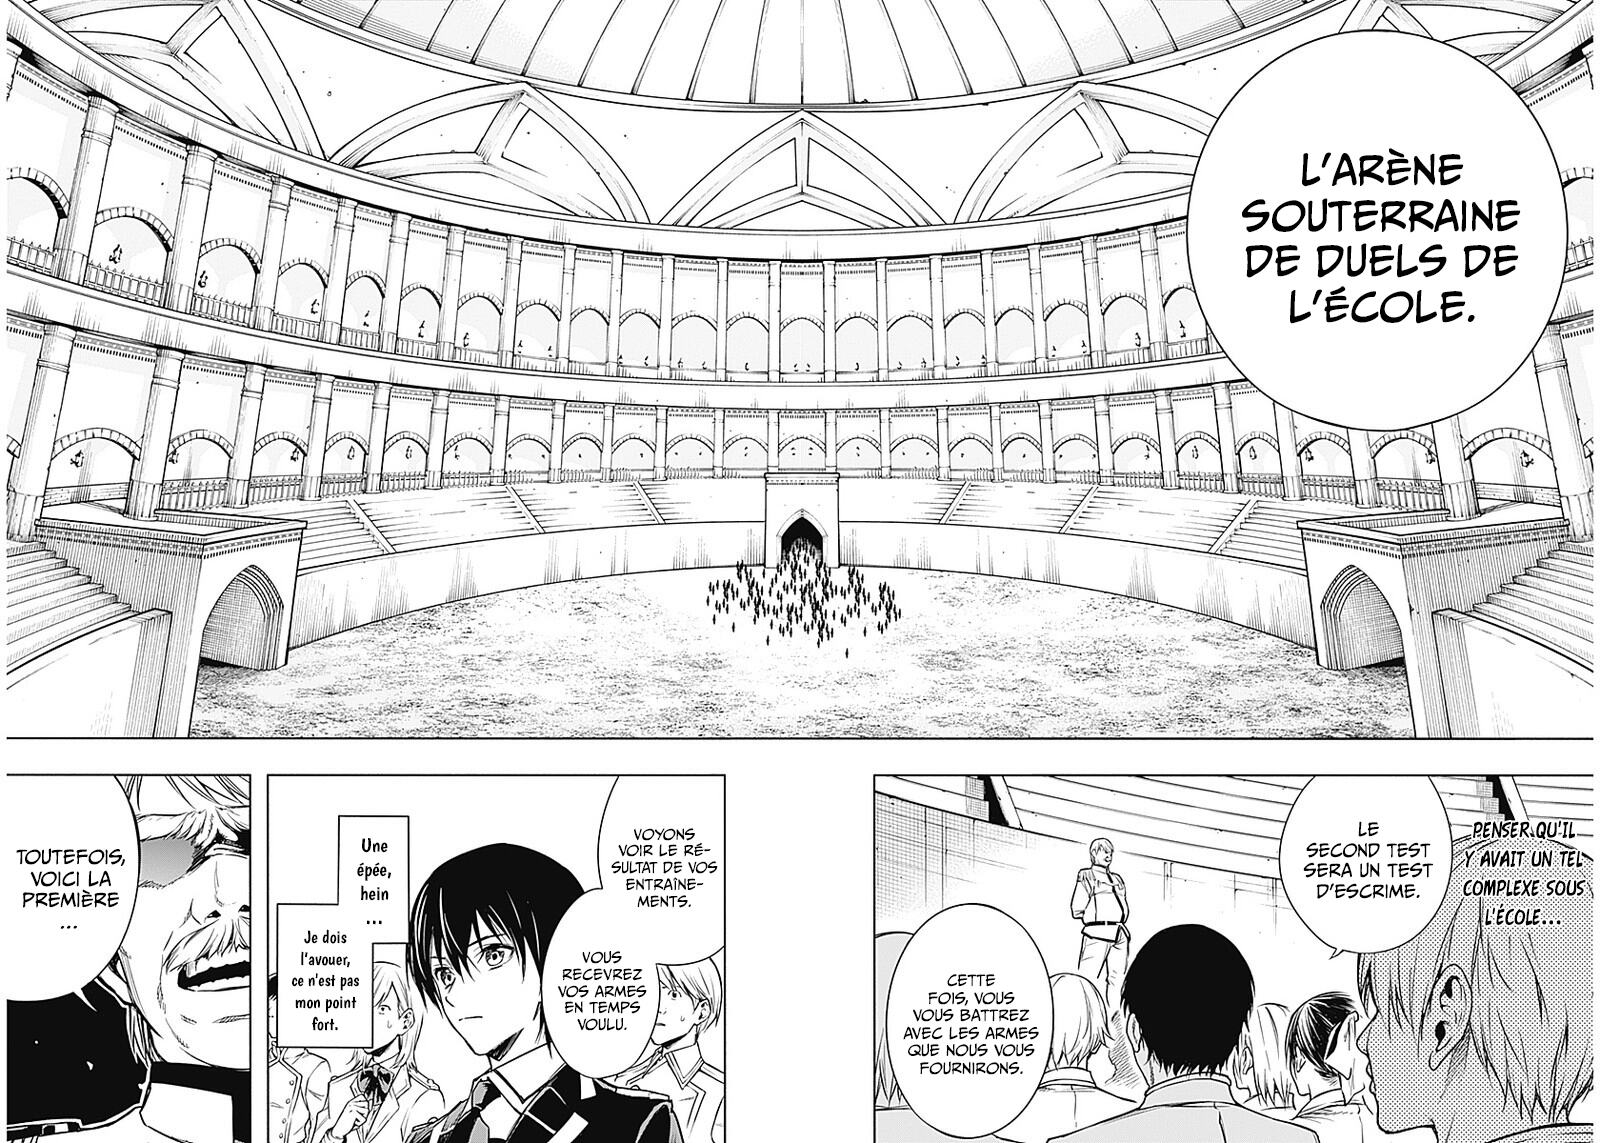 L'ARÈNE
SOUTERRAINE
DE DUELS DE
L'ÉCOLE.
PENSER QU'IL
Y AVAIT UN TEL
COMPLEXE SOUS
L'ÉCOLE...
LE
SECOND TEST
SERA UN TEST
D'ESCRIME.
CETTE
FOIS, VOUS
VOUS BATTREZ
AVEC LES ARMES
QUE NOUS VOUS
FOURNIRONS.
VOYONS
VOIR LE RÉ-
SULTAT DE VOS
ENTRAÎNE-
MENTS.
VOUS
RECEVREZ
VOS ARMES
EN TEMPS
VOULU.
Une
épée,
hein
...
Je dois
l'avouer,
ce n'est pas
mon point
fort.
TOUTEFOIS,
VOICI LA
PREMIÈRE
...